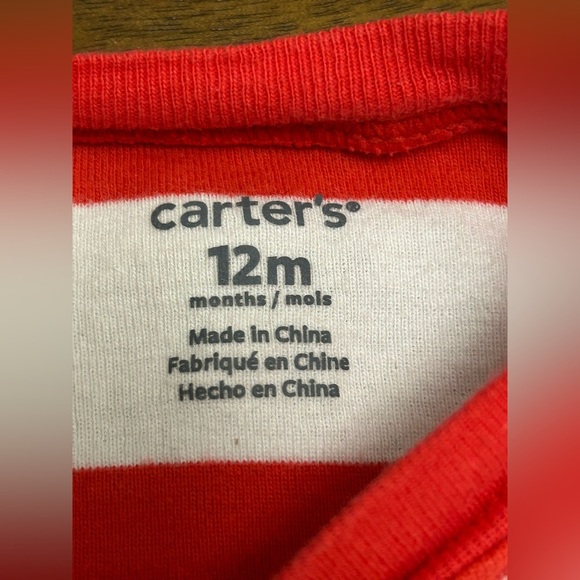 carter's®
12m
months / mois
Made in China
Fabriqué en Chine
Hecho en China